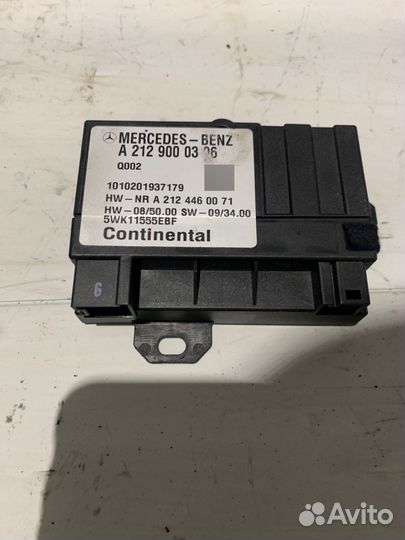 MERCEDES-BENZ
A 212 900 03 06
Q002
1010201937179
HW-NR A 212 446 00 71
HW-08/50.00 SW-09/34.00
5WK11555EBF
Continental
6
Avito